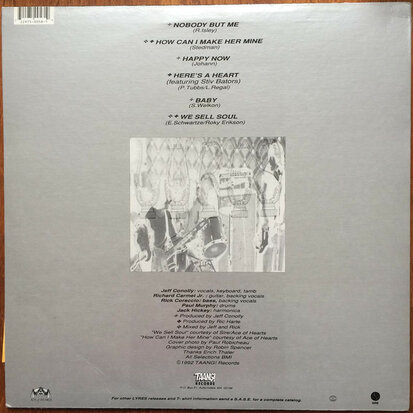 + NOBODY BUT ME
(R.Isley)
++ HOW CAN I MAKE HER MINE
(Stedman)
+ HAPPY NOW
(Johann)
+ HERE'S A HEART
(featuring Stiv Bators)
(P.Tubbs/L.Regal)
+ BABY
(S.Welkon)
++ WE SELL SOUL
(E.Schwartze/Roky Erikson)
Jeff Conolly: vocals, keyboard, tamb
Richard Carmel Jr.: guitar, backing vocals
Rick Coraccio: bass, backing vocals
Paul Murphy: drums
Jack Hickey: harmonica
+ Produced by Jeff Conolly
+ Produced by Ric Harte
+ Mixed by Jeff and Rick
"We Sell Soul" courtesy of Sire/Ace of Hearts
"How Can I Make Her Mine" courtesy of Ace of Hearts
Cover photo by Paul Robicheau
Graphic design by Robin Spencer
Thanks Erich Thaler
All Selections BMI
©1992 TAANG! Records
TAANG!
RECORDS
For other LYRES releases and T- shirt information send a S.A.S.E. for a complete catalog.